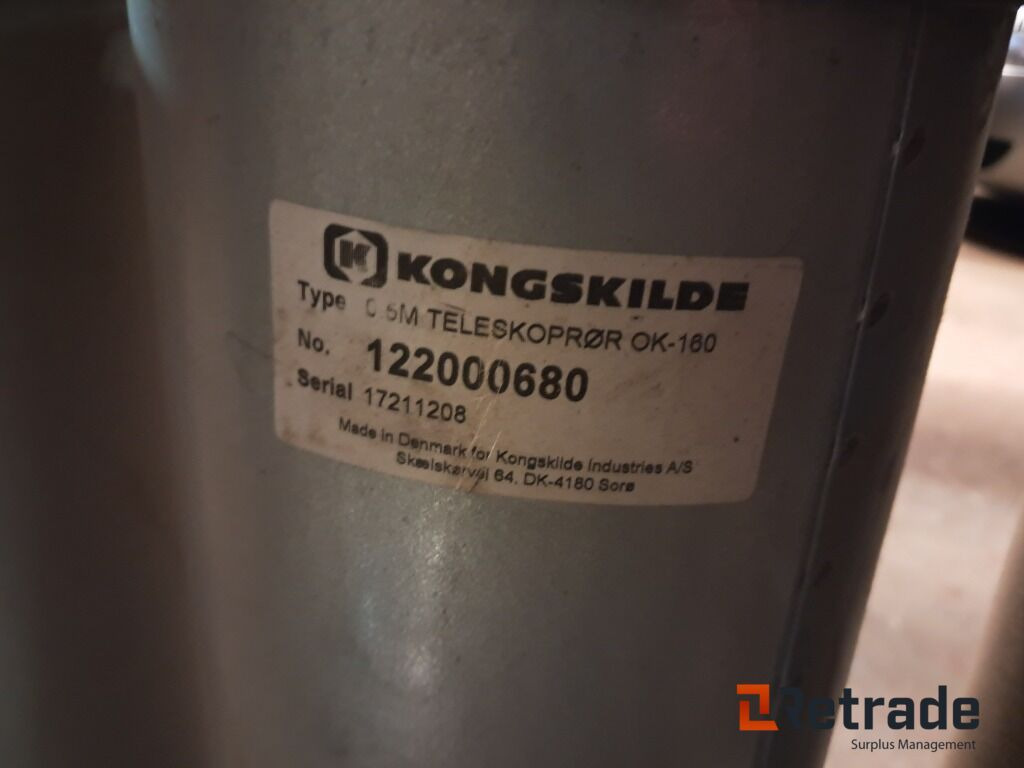 K KONGSKILDE
Type 0.5M TELESKOPRØR OK-160
No. 122000680
Serial 17211208
Made in Denmark for Kongskilde Industries A/S
Skælskørvej 64, DK-4180 Sorø
Retrade
Surplus Management